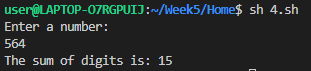 user@LAPTOP-O7RGPUIJ:~/Week5/Home$ sh 4.sh
Enter a number:
564
The sum of digits is: 15